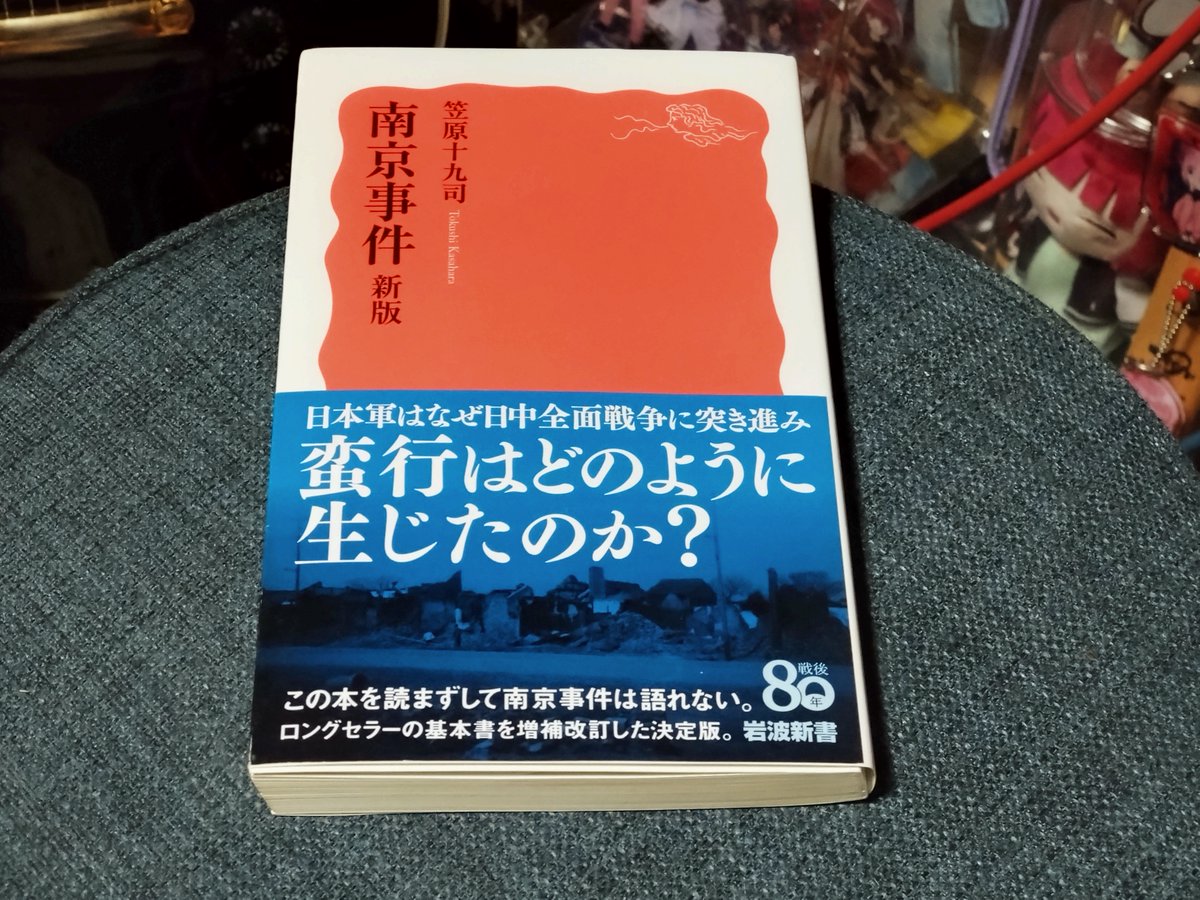 南京事件 新版
笠原十九司
Tokushi Kasahara
日本軍はなぜ日中全面戦争に突き進み
蛮行はどのように
生じたのか?
戦後
80
年
この本を読まずして南京事件は語れない。
ロングセラーの基本書を増補改訂した決定版。 岩波新書